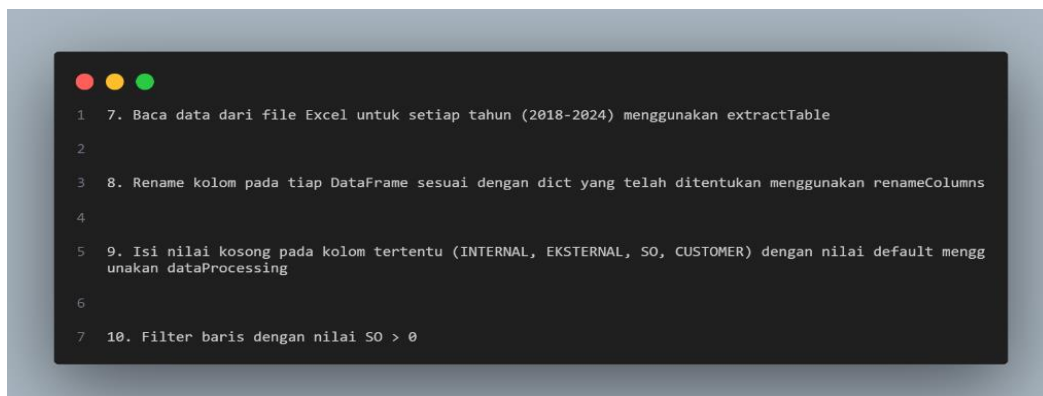 1 7. Baca data dari file Excel untuk setiap tahun (2018-2024) menggunakan extractTable
2
3 8. Rename kolom pada tiap DataFrame sesuai dengan dict yang telah ditentukan menggunakan renameColumns
4
5 9. Isi nilai kosong pada kolom tertentu (INTERNAL, EKSTERNAL, SO, CUSTOMER) dengan nilai default mengg
unakan dataProcessing
6
7 10. Filter baris dengan nilai SO > 0